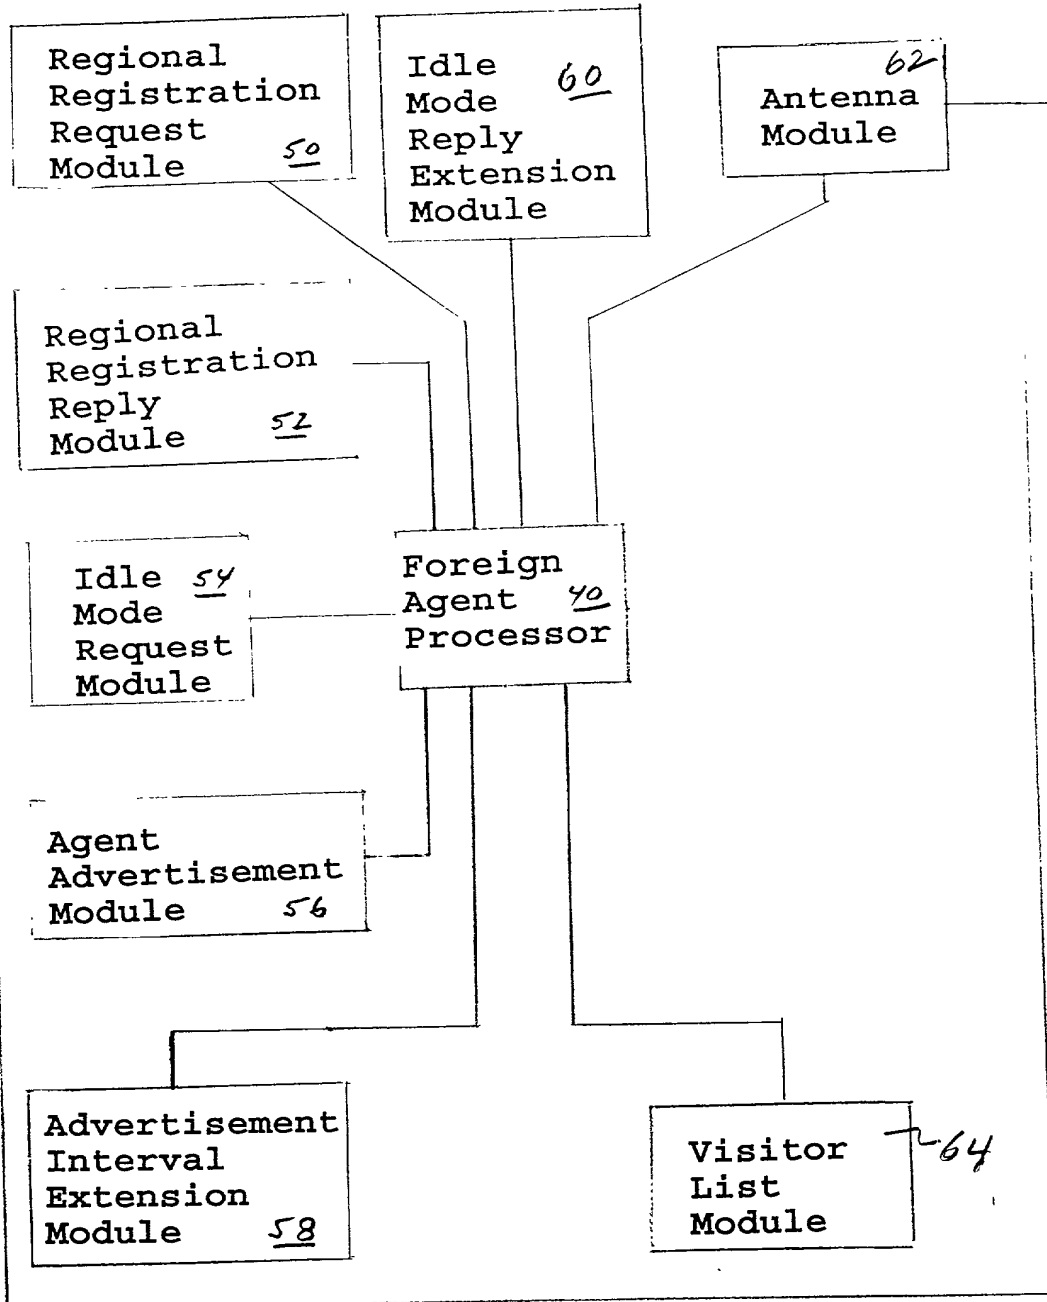 Regional
Registration
Request
Module 50
Idle
Mode 60
Reply
Extension
Module
62
Antenna
Module
Regional
Registration
Reply
Module 52
Idle 54
Mode
Request
Module
Foreign
Agent 40
Processor
Agent
Advertisement
Module 56
Advertisement
Interval
Extension
Module 58
Visitor
List
Module
64